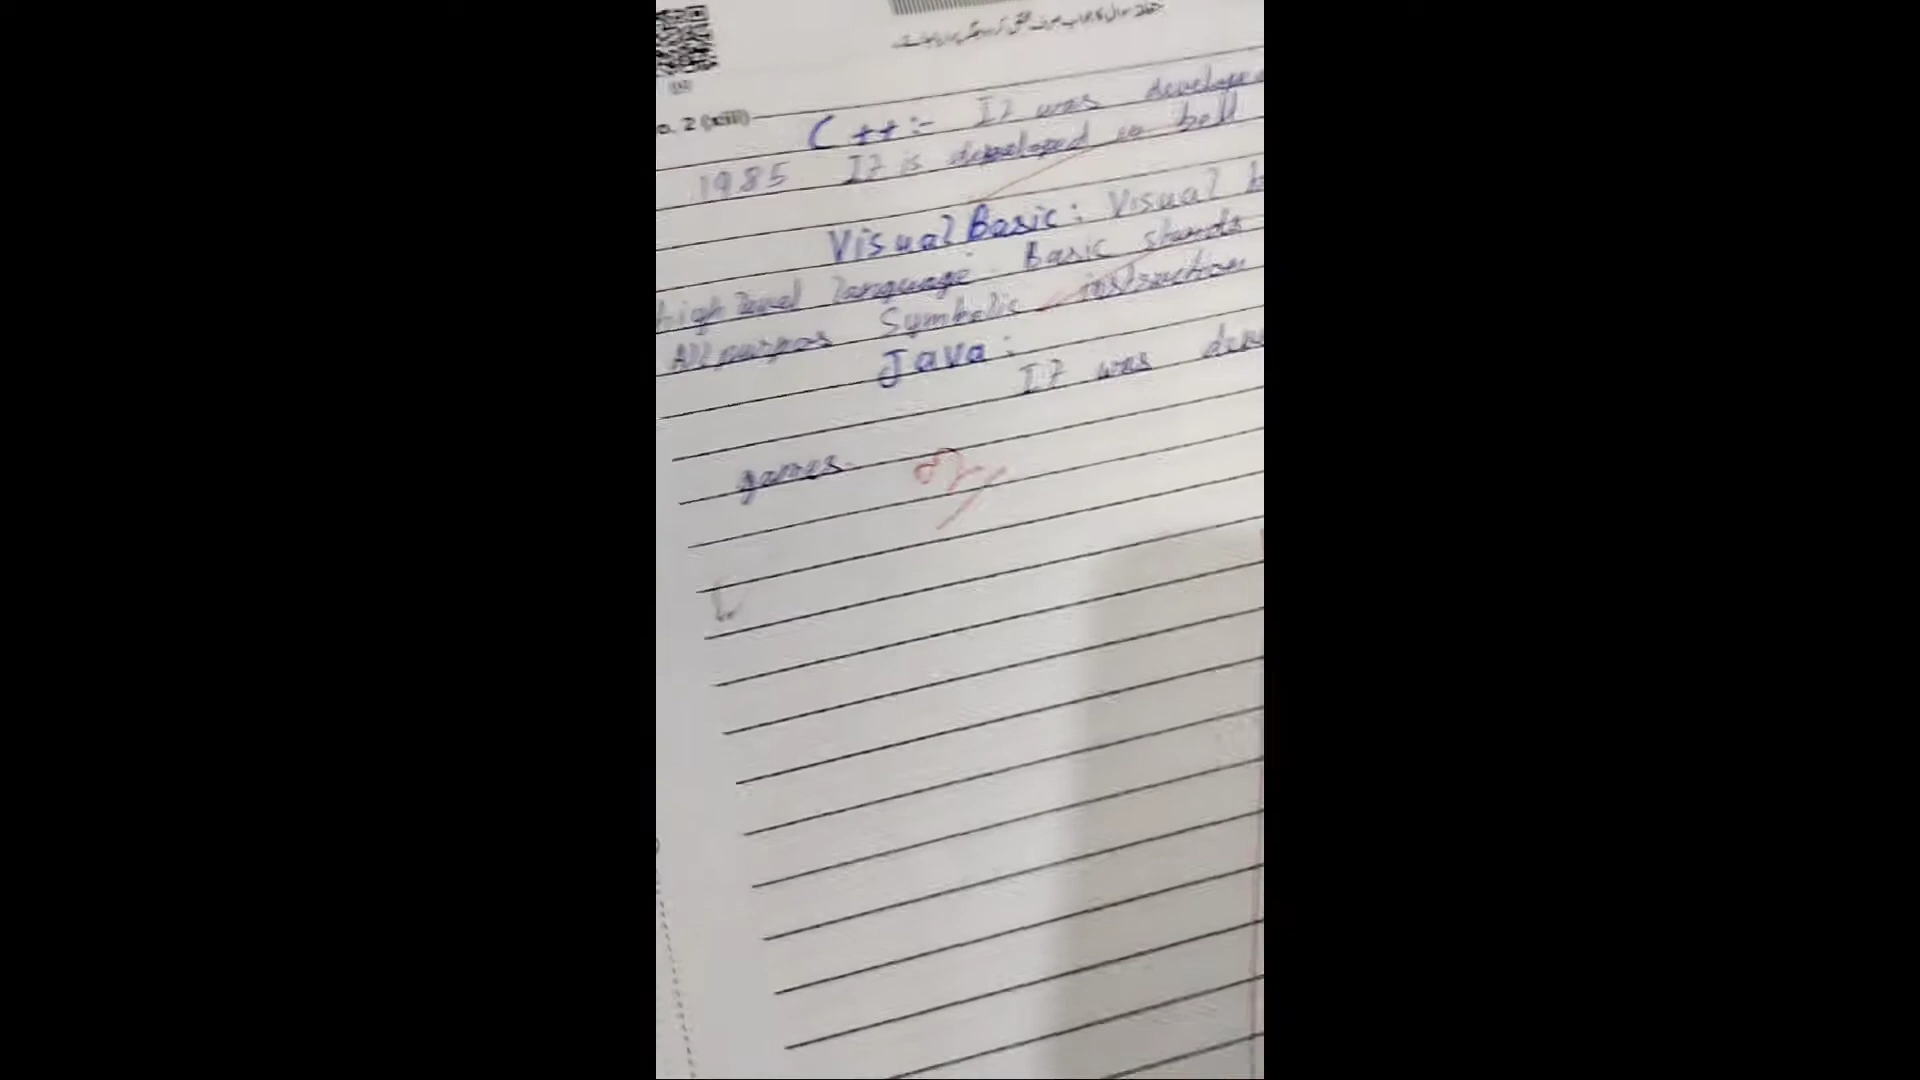 o. 2 (xiii)
C++:- It was develope
1985 It is developed in bell
Visual Basic: Visual b
high level language. Basic stands
All purpos Symbolic instruction
Java:
It was deve
games.